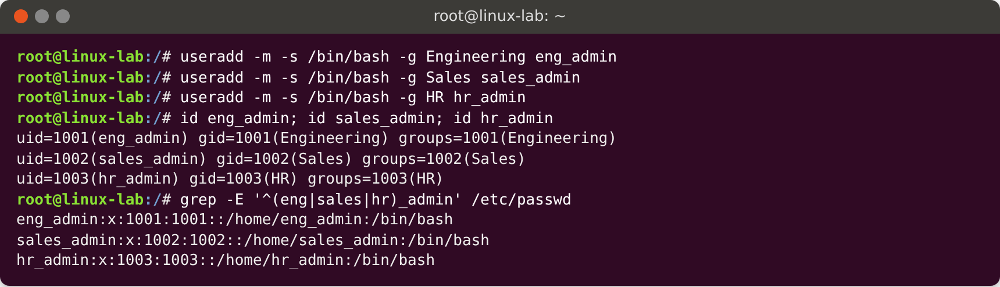 root@linux-lab: ~
root@linux-lab:/# useradd -m -s /bin/bash -g Engineering eng_admin
root@linux-lab:/# useradd -m -s /bin/bash -g Sales sales_admin
root@linux-lab:/# useradd -m -s /bin/bash -g HR hr_admin
root@linux-lab:/# id eng_admin; id sales_admin; id hr_admin
uid=1001(eng_admin) gid=1001(Engineering) groups=1001(Engineering)
uid=1002(sales_admin) gid=1002(Sales) groups=1002(Sales)
uid=1003(hr_admin) gid=1003(HR) groups=1003(HR)
root@linux-lab:/# grep -E '^(eng|sales|hr)_admin' /etc/passwd
eng_admin:x:1001:1001::/home/eng_admin:/bin/bash
sales_admin:x:1002:1002::/home/sales_admin:/bin/bash
hr_admin:x:1003:1003::/home/hr_admin:/bin/bash